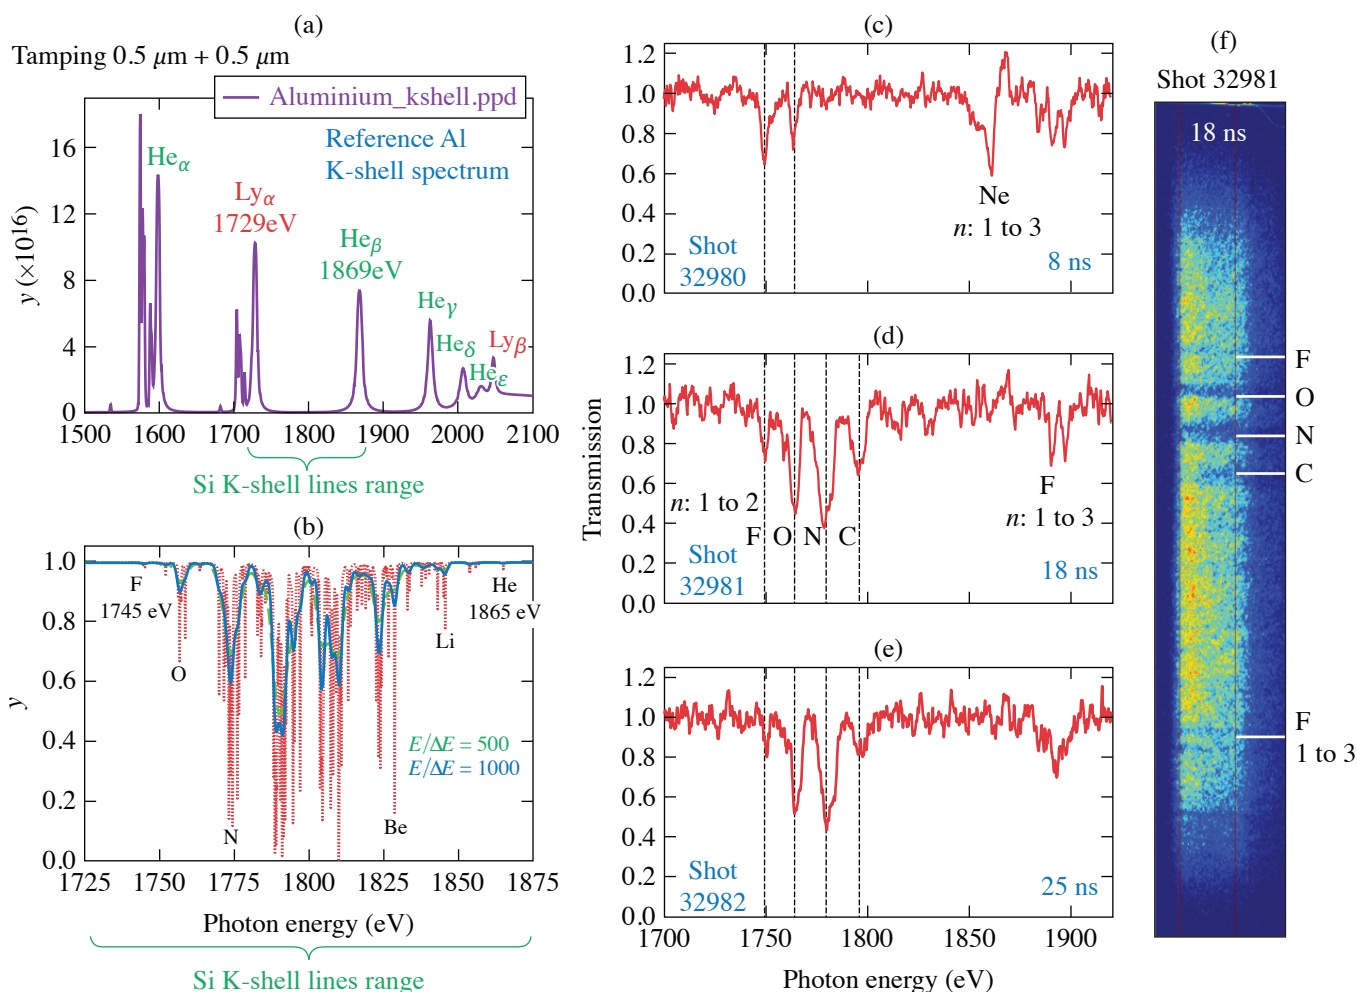 (a)
Tamping 0.5 μm + 0.5 μm
Aluminium_kshell.ppd
Reference Al
K-shell spectrum
Heα
Lyα
1729eV
Heβ
1869eV
Heγ
Heδ
Heε
Lyβ
y (×10^16)
16
12
8
4
0
1500 1600 1700 1800 1900 2000 2100
Si K-shell lines range
(b)
1.0
0.8
0.6
0.4
0.2
0.0
y
F
1745 eV
He
1865 eV
O
Li
N
Be
E/ΔE = 500
E/ΔE = 1000
1725 1750 1775 1800 1825 1850 1875
Photon energy (eV)
Si K-shell lines range
(c)
1.2
1.0
0.8
0.6
0.4
0.2
0.0
Ne
n: 1 to 3
Shot
32980
8 ns
(d)
Transmission
1.2
1.0
0.8
0.6
0.4
0.2
0.0
n: 1 to 2
F O N C
F
n: 1 to 3
Shot
32981
18 ns
(e)
1.2
1.0
0.8
0.6
0.4
0.2
0.0
Shot
32982
25 ns
1700 1750 1800 1850 1900
Photon energy (eV)
(f)
Shot 32981
18 ns
F
O
N
C
F
1 to 3